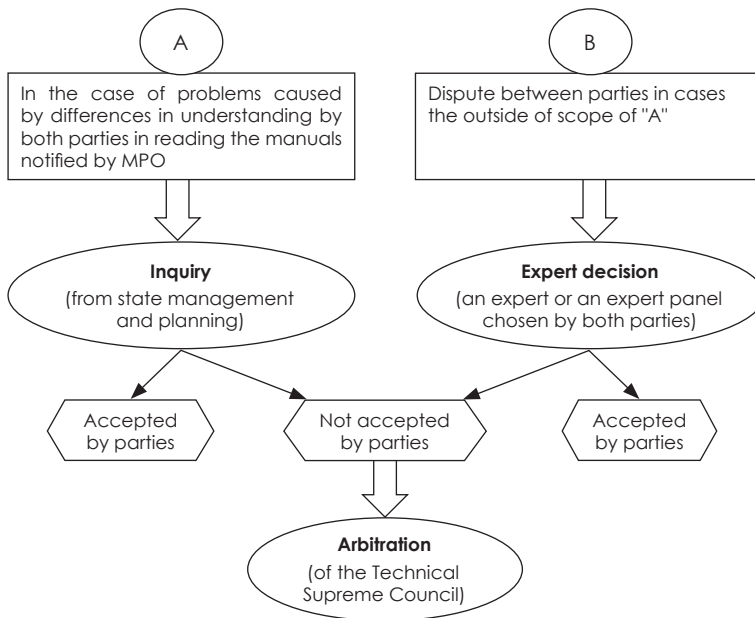 A
B
In the case of problems caused
by differences in understanding by
both parties in reading the manuals
notified by MPO
Dispute between parties in cases
the outside of scope of "A"
Inquiry
(from state management
and planning)
Expert decision
(an expert or an expert panel
chosen by both parties)
Accepted
by parties
Not accepted
by parties
Accepted
by parties
Arbitration
(of the Technical
Supreme Council)